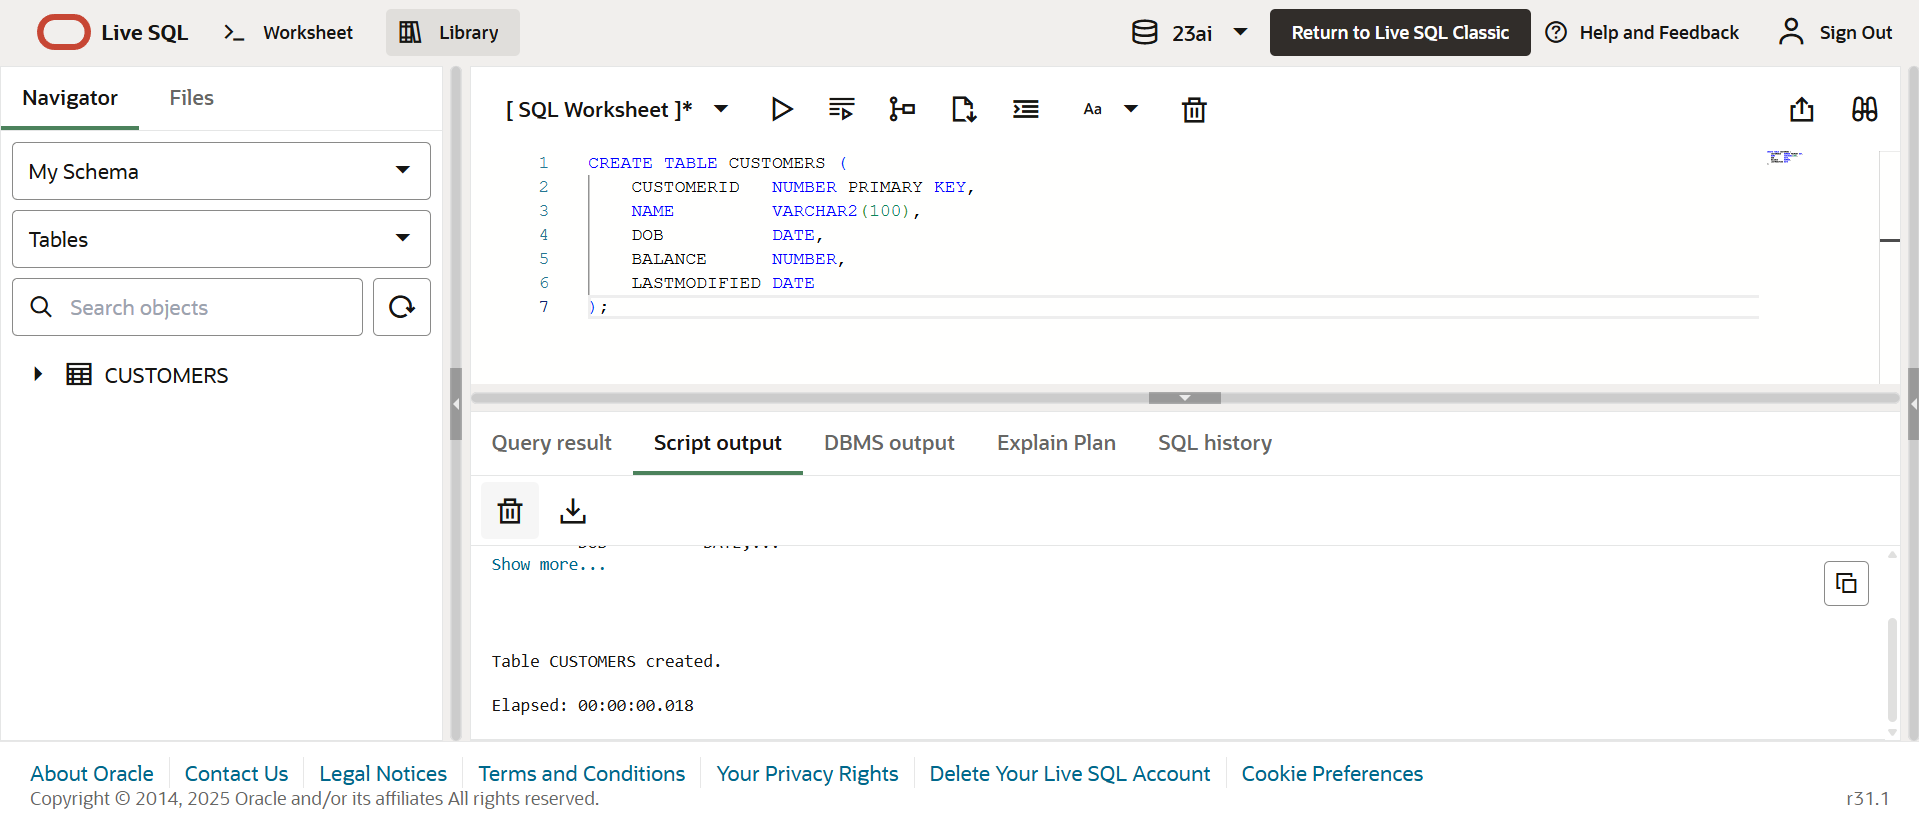 Live SQL Worksheet Library 23ai Return to Live SQL Classic Help and Feedback Sign Out
Navigator Files
My Schema
Tables
Search objects
CUSTOMERS
[ SQL Worksheet ]* Aa
1 CREATE TABLE CUSTOMERS (
2 CUSTOMERID NUMBER PRIMARY KEY,
3 NAME VARCHAR2(100),
4 DOB DATE,
5 BALANCE NUMBER,
6 LASTMODIFIED DATE
7 );
Query result Script output DBMS output Explain Plan SQL history
DOB DATE,...
Show more...
Table CUSTOMERS created.
Elapsed: 00:00:00.018
About Oracle Contact Us Legal Notices Terms and Conditions Your Privacy Rights Delete Your Live SQL Account Cookie Preferences
Copyright © 2014, 2025 Oracle and/or its affiliates All rights reserved. r31.1